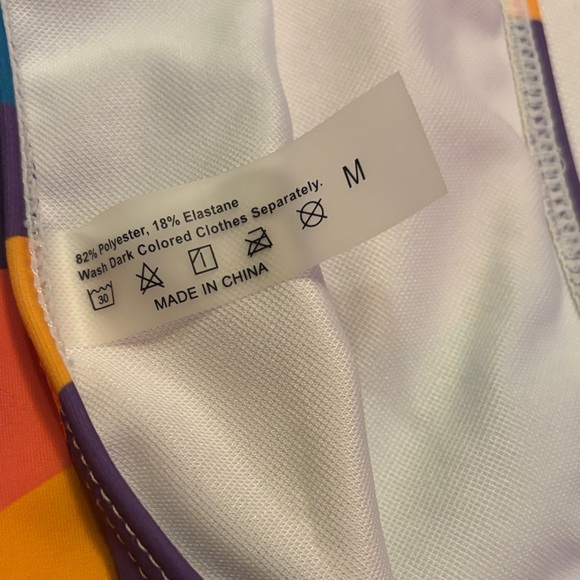 82% Polyester, 18% Elastane
Wash Dark Colored Clothes Separately.
M
30
MADE IN CHINA